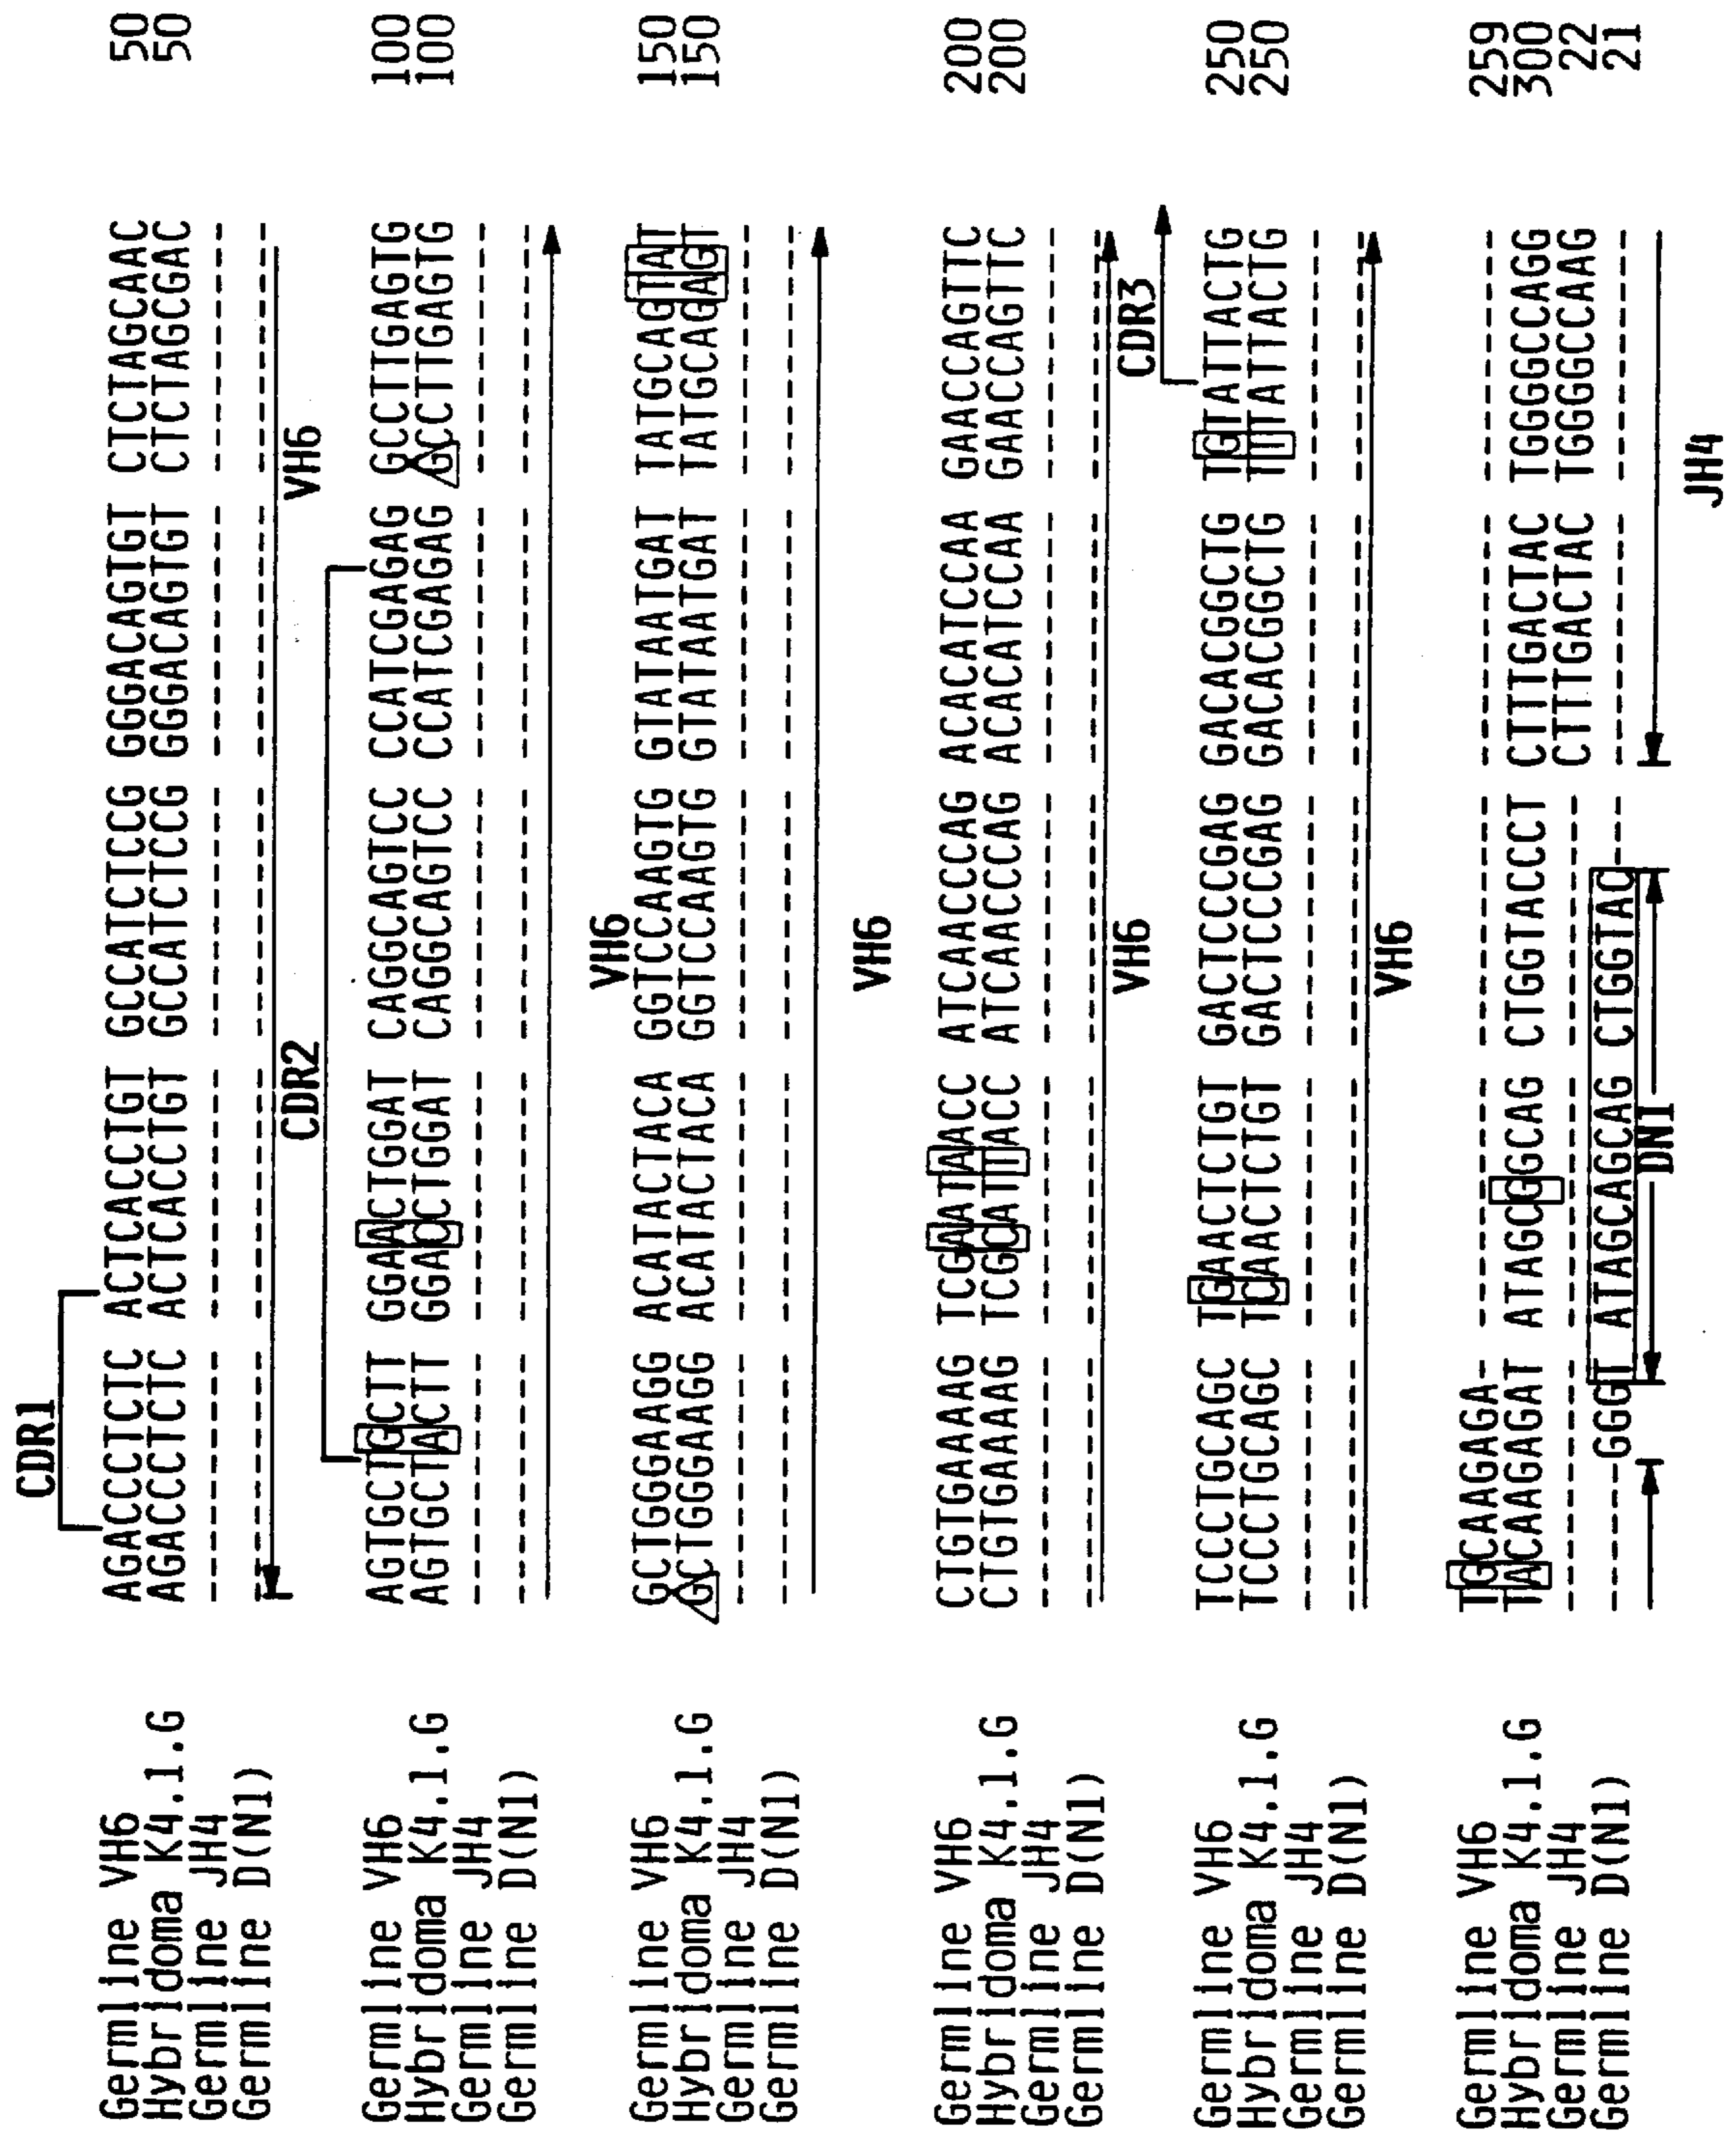 CDR1
Germline VH6 AGACCCTCTC ACTCACCTGT GCCATCTCCG GGGACAGTGT CTCTAGCAAC 50
Hybridoma K4.1.G AGACCCTCTC ACTCACCTGT GCCATCTCCG GGGACAGTGT CTCTAGCGAC 50
Germline JH4 ---------- ---------- ---------- ---------- ----------
Germline D(N1) ---------- ---------- ---------- ---------- ----------
VH6
CDR2
Germline VH6 AGTGCTGCTT GGAACTGGAT CAGGCAGTCC CCATCGAGAG GCCTTGAGTG 100
Hybridoma K4.1.G AGTGCTACTT GGACCTGGAT CAGGCAGTCC CCATCGAGAG GCCTTGAGTG 100
Germline JH4 ---------- ---------- ---------- ---------- ----------
Germline D(N1) ---------- ---------- ---------- ---------- ----------
VH6
Germline VH6 GCTGGGAAGG ACATACTACA GGTCCAAGTG GTATAATGAT TATGCAGTAT 150
Hybridoma K4.1.G GCTGGGAAGG ACATACTACA GGTCCAAGTG GTATAATGAT TATGCAGAGT 150
Germline JH4 ---------- ---------- ---------- ---------- ----------
Germline D(N1) ---------- ---------- ---------- ---------- ----------
VH6
Germline VH6 CTGTGAAAAG TCGAATAACC ATCAACCCAG ACACATCCAA GAACCAGTTC 200
Hybridoma K4.1.G CTGTGAAAAG TCGCATTACC ATCAACCCAG ACACATCCAA GAACCAGTTC 200
Germline JH4 ---------- ---------- ---------- ---------- ----------
Germline D(N1) ---------- ---------- ---------- ---------- ----------
VH6
CDR3
Germline VH6 TCCCTGCAGC TGAACTCTGT GACTCCCGAG GACACGGCTG TGTATTACTG 250
Hybridoma K4.1.G TCCCTGCAGC TCAACTCTGT GACTCCCGAG GACACGGCTG TTTATTACTG 250
Germline JH4 ---------- ---------- ---------- ---------- ----------
Germline D(N1) ---------- ---------- ---------- ---------- ----------
VH6
Germline VH6 TGCAAGAGA- ---------- ---------- ---------- ---------- 259
Hybridoma K4.1.G TACAAGAGAT ATAGCGGCAG CTGGTACCCT CTTTGACTAC TGGGGCCAGG 300
Germline JH4 ---------- ---------- ---------- CTTTGACTAC TGGGGCCAAG 22
Germline D(N1) ------GGGT ATAGCAGCAG CTGGTAC--- ---------- ---------- 21
DN1
JH4